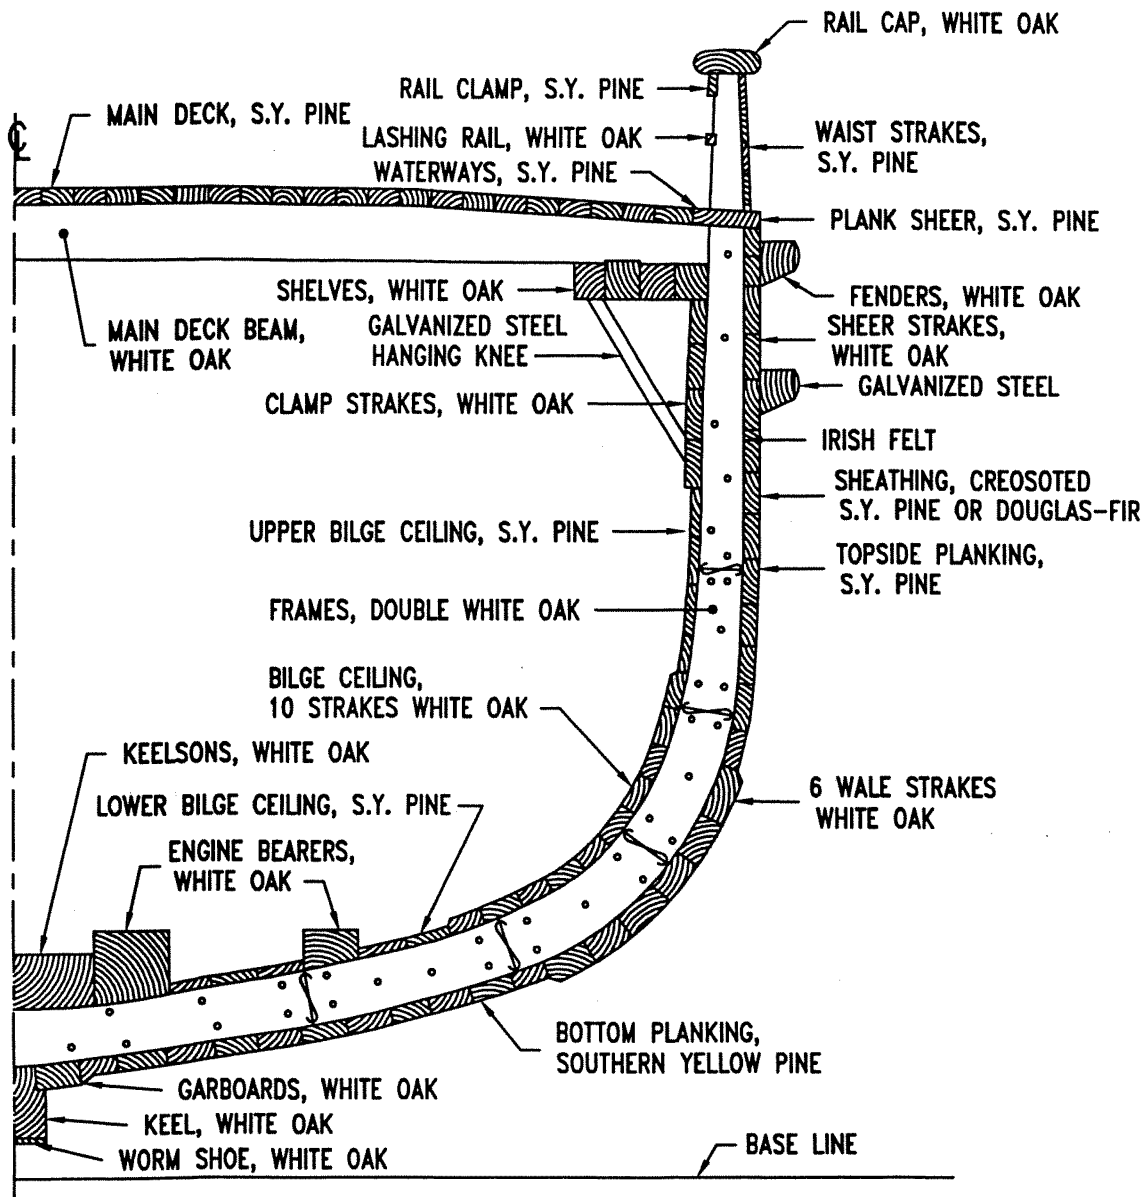 RAIL CAP, WHITE OAK
RAIL CLAMP, S.Y. PINE
MAIN DECK, S.Y. PINE
LASHING RAIL, WHITE OAK
WAIST STRAKES,
S.Y. PINE
WATERWAYS, S.Y. PINE
PLANK SHEER, S.Y. PINE
SHELVES, WHITE OAK
FENDERS, WHITE OAK
MAIN DECK BEAM,
WHITE OAK
GALVANIZED STEEL
HANGING KNEE
SHEER STRAKES,
WHITE OAK
GALVANIZED STEEL
CLAMP STRAKES, WHITE OAK
IRISH FELT
SHEATHING, CREOSOTED
S.Y. PINE OR DOUGLAS-FIR
UPPER BILGE CEILING, S.Y. PINE
TOPSIDE PLANKING,
S.Y. PINE
FRAMES, DOUBLE WHITE OAK
BILGE CEILING,
10 STRAKES WHITE OAK
KEELSONS, WHITE OAK
6 WALE STRAKES
WHITE OAK
LOWER BILGE CEILING, S.Y. PINE
ENGINE BEARERS,
WHITE OAK
BOTTOM PLANKING,
SOUTHERN YELLOW PINE
GARBOARDS, WHITE OAK
KEEL, WHITE OAK
WORM SHOE, WHITE OAK
BASE LINE